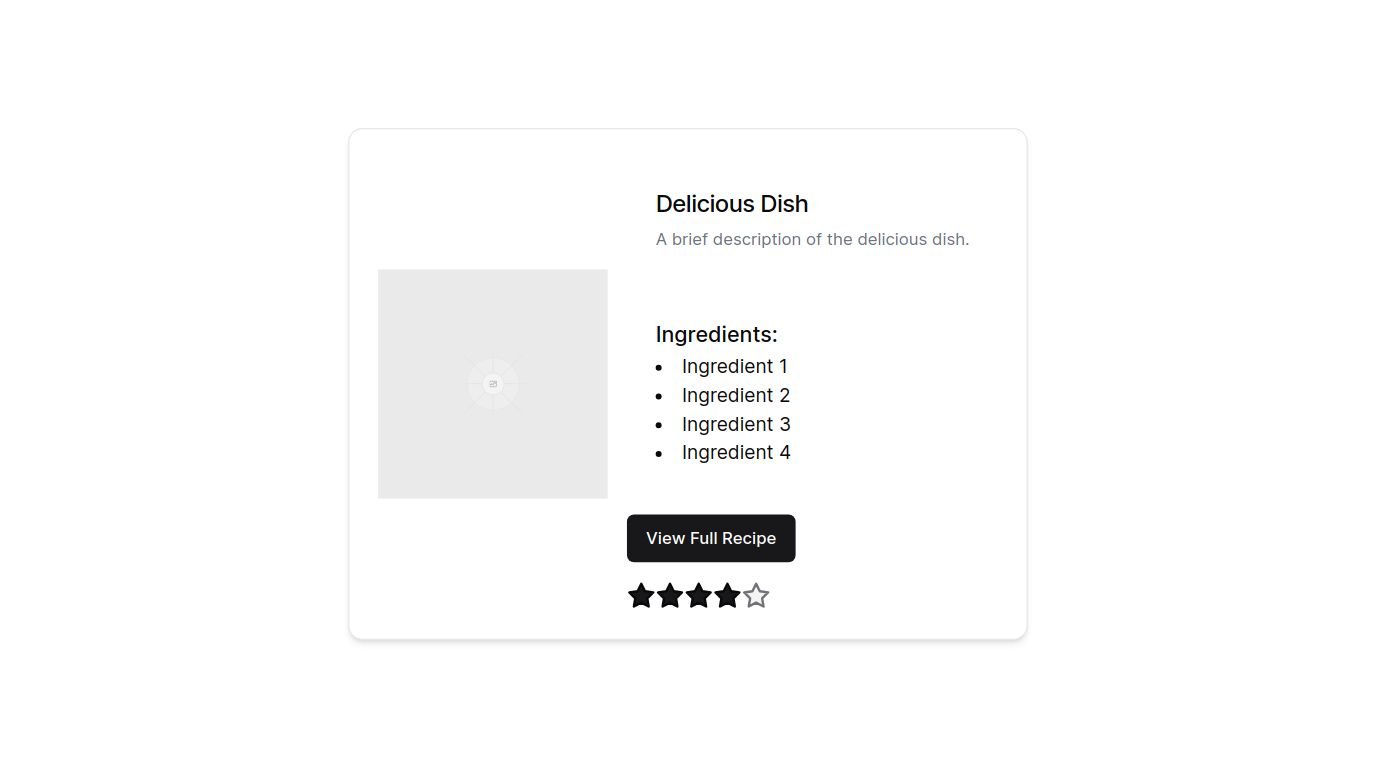 Delicious Dish
A brief description of the delicious dish.
Ingredients:
Ingredient 1
Ingredient 2
Ingredient 3
Ingredient 4
View Full Recipe